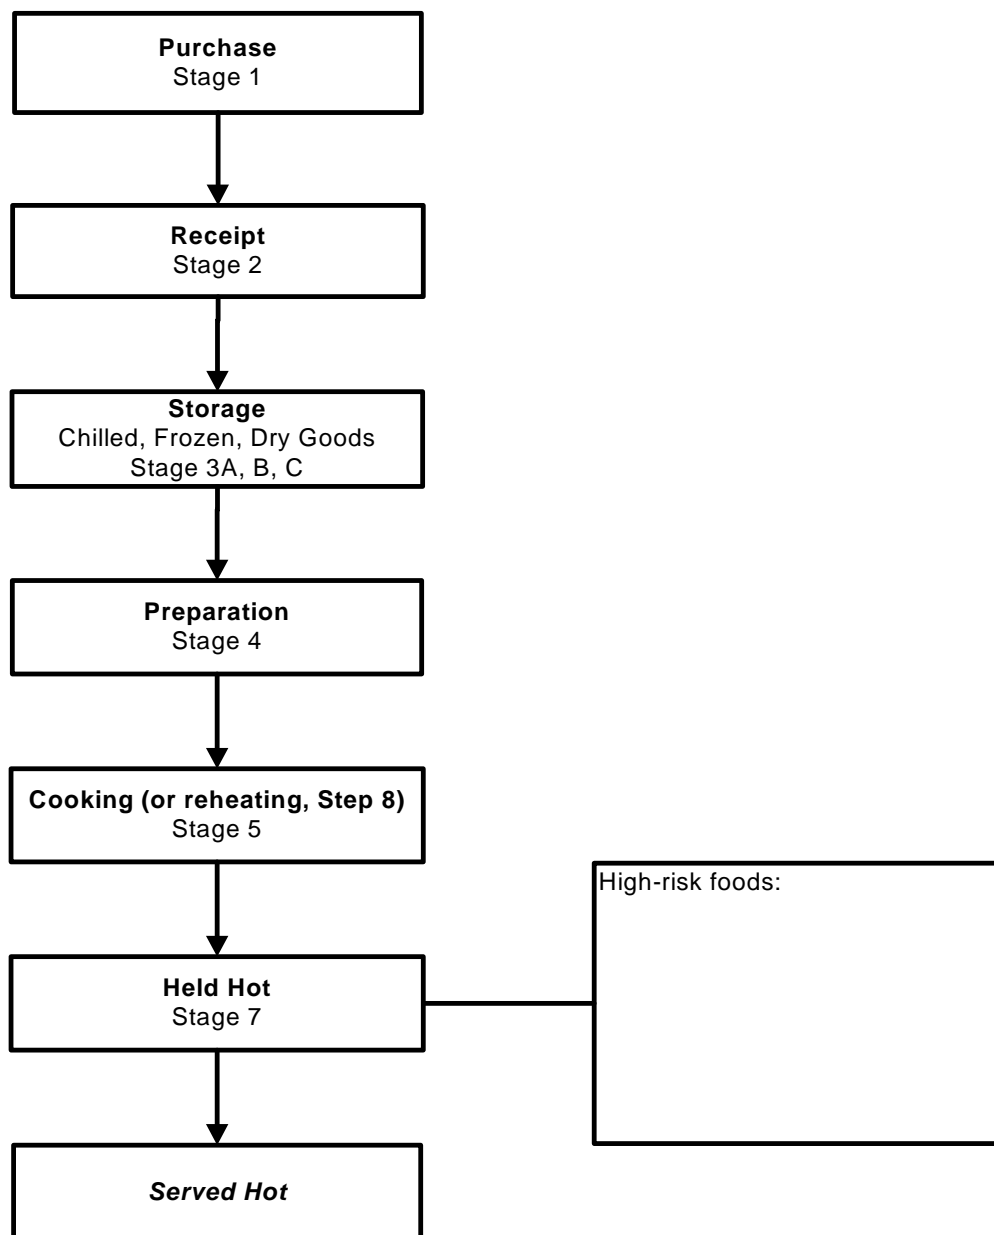 Purchase
Stage 1
Receipt
Stage 2
Storage
Chilled, Frozen, Dry Goods
Stage 3A, B, C
Preparation
Stage 4
Cooking (or reheating, Step 8)
Stage 5
High-risk foods:
Held Hot
Stage 7
Served Hot